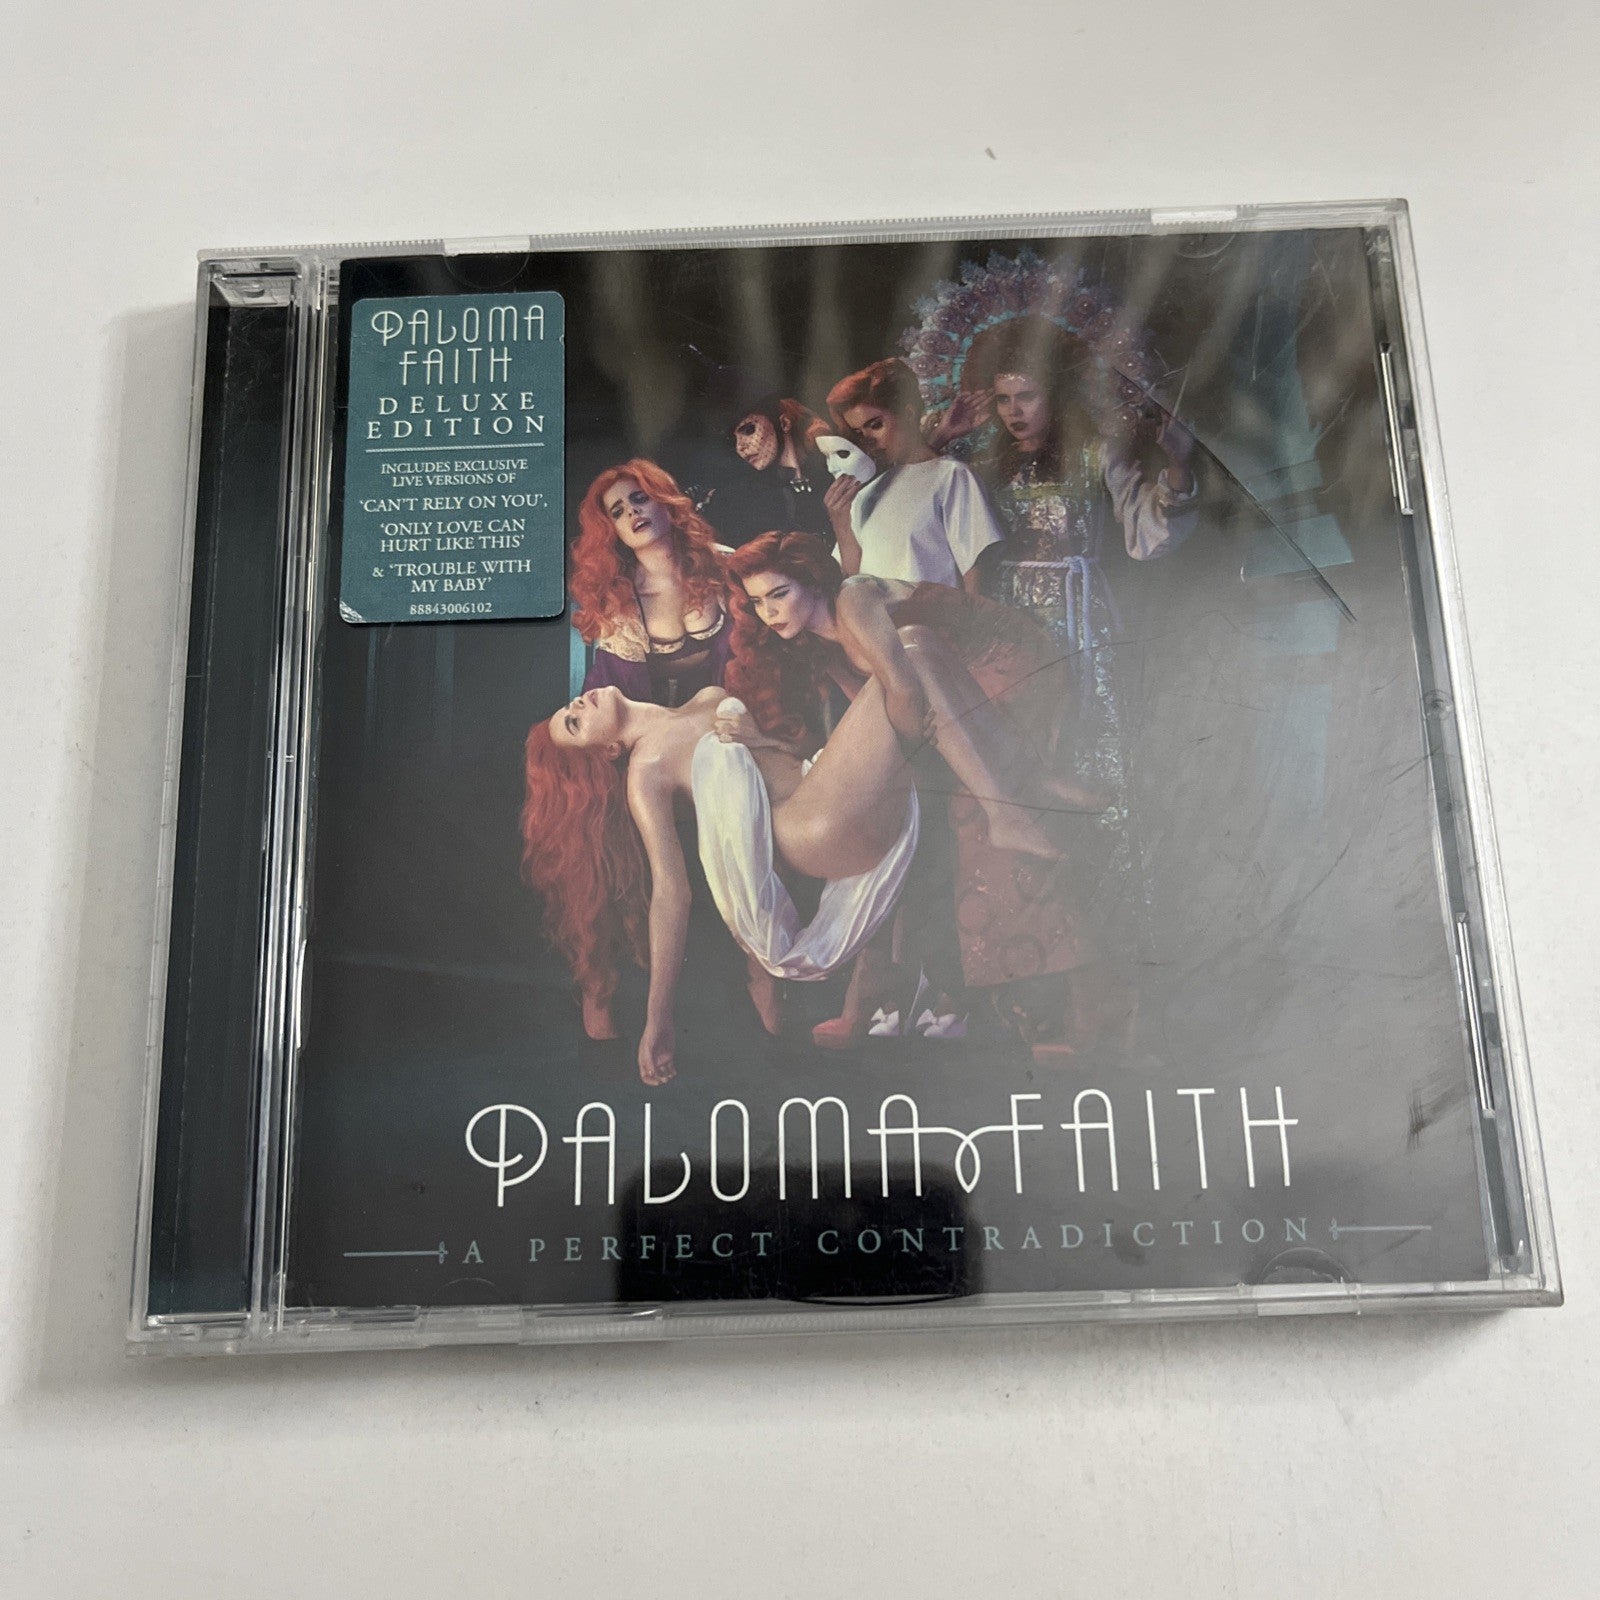 PALOMA
FAITH
DELUXE
EDITION
INCLUDES EXCLUSIVE
LIVE VERSIONS OF
'CAN'T RELY ON YOU',
'ONLY LOVE CAN
HURT LIKE THIS'
& 'TROUBLE WITH
MY BABY'
88843006102
PALOMA FAITH
A PERFECT CONTRADICTION